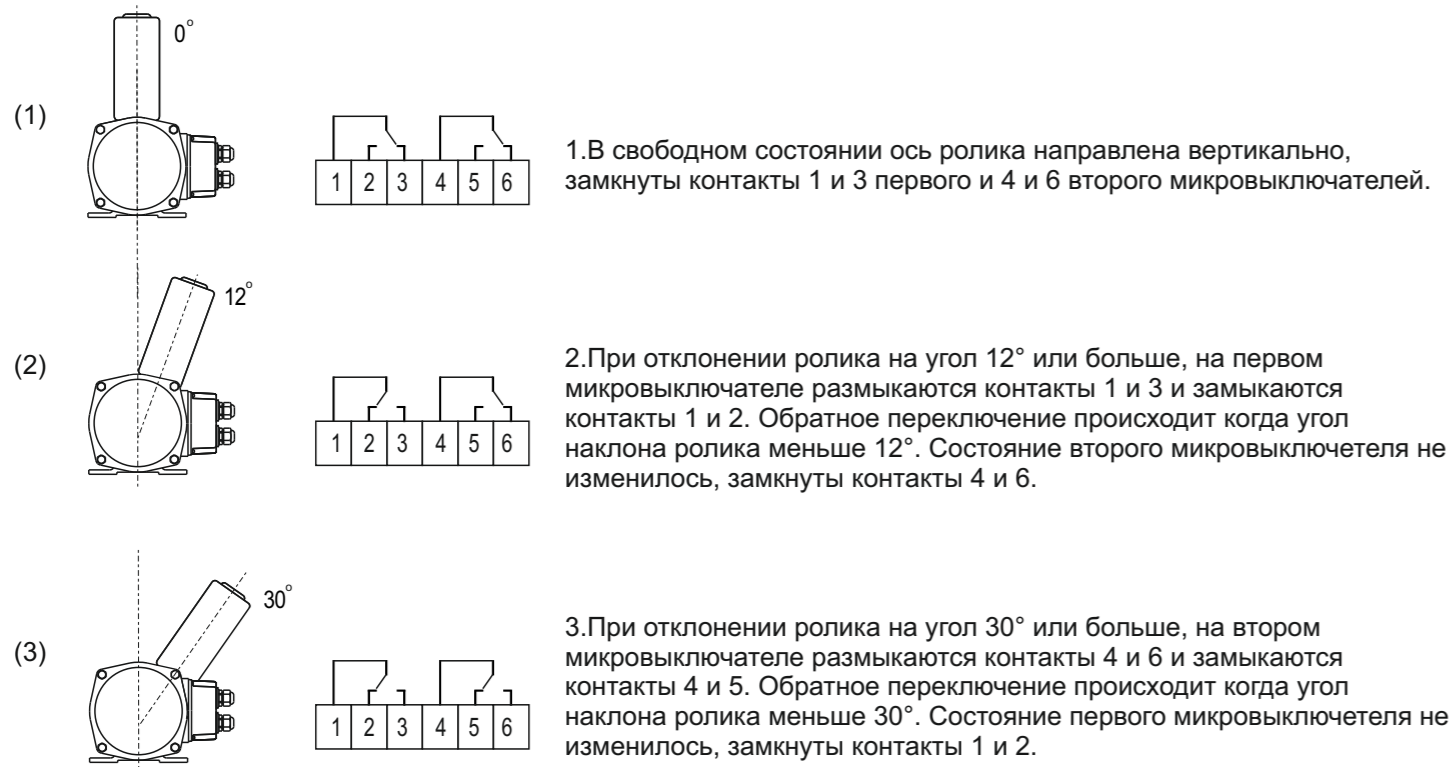 0°
(1)
1 2 3 4 5 6
1.В свободном состоянии ось ролика направлена вертикально,
замкнуты контакты 1 и 3 первого и 4 и 6 второго микровыключателей.
12°
(2)
1 2 3 4 5 6
2.При отклонении ролика на угол 12° или больше, на первом
микровыключателе размыкаются контакты 1 и 3 и замыкаются
контакты 1 и 2. Обратное переключение происходит когда угол
наклона ролика меньше 12°. Состояние второго микровыключетеля не
изменилось, замкнуты контакты 4 и 6.
30°
(3)
1 2 3 4 5 6
3.При отклонении ролика на угол 30° или больше, на втором
микровыключателе размыкаются контакты 4 и 6 и замыкаются
контакты 4 и 5. Обратное переключение происходит когда угол
наклона ролика меньше 30°. Состояние первого микровыключетеля не
изменилось, замкнуты контакты 1 и 2.